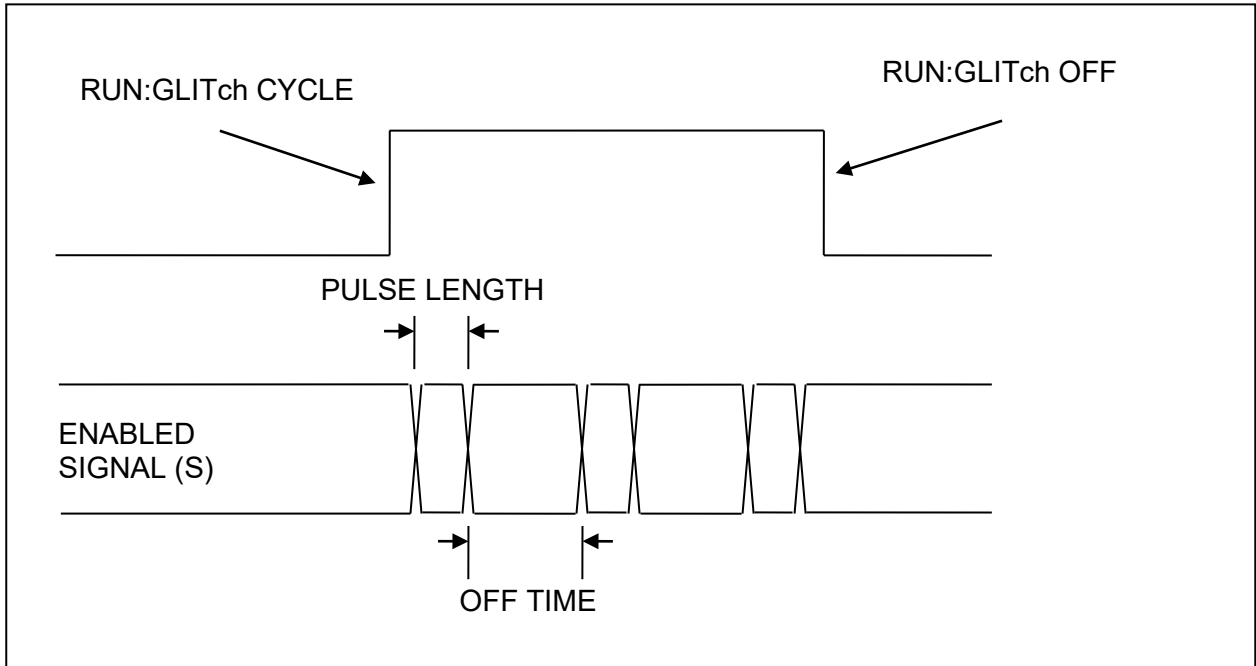 RUN:GLITch CYCLE
RUN:GLITch OFF
PULSE LENGTH
ENABLED
SIGNAL (S)
OFF TIME